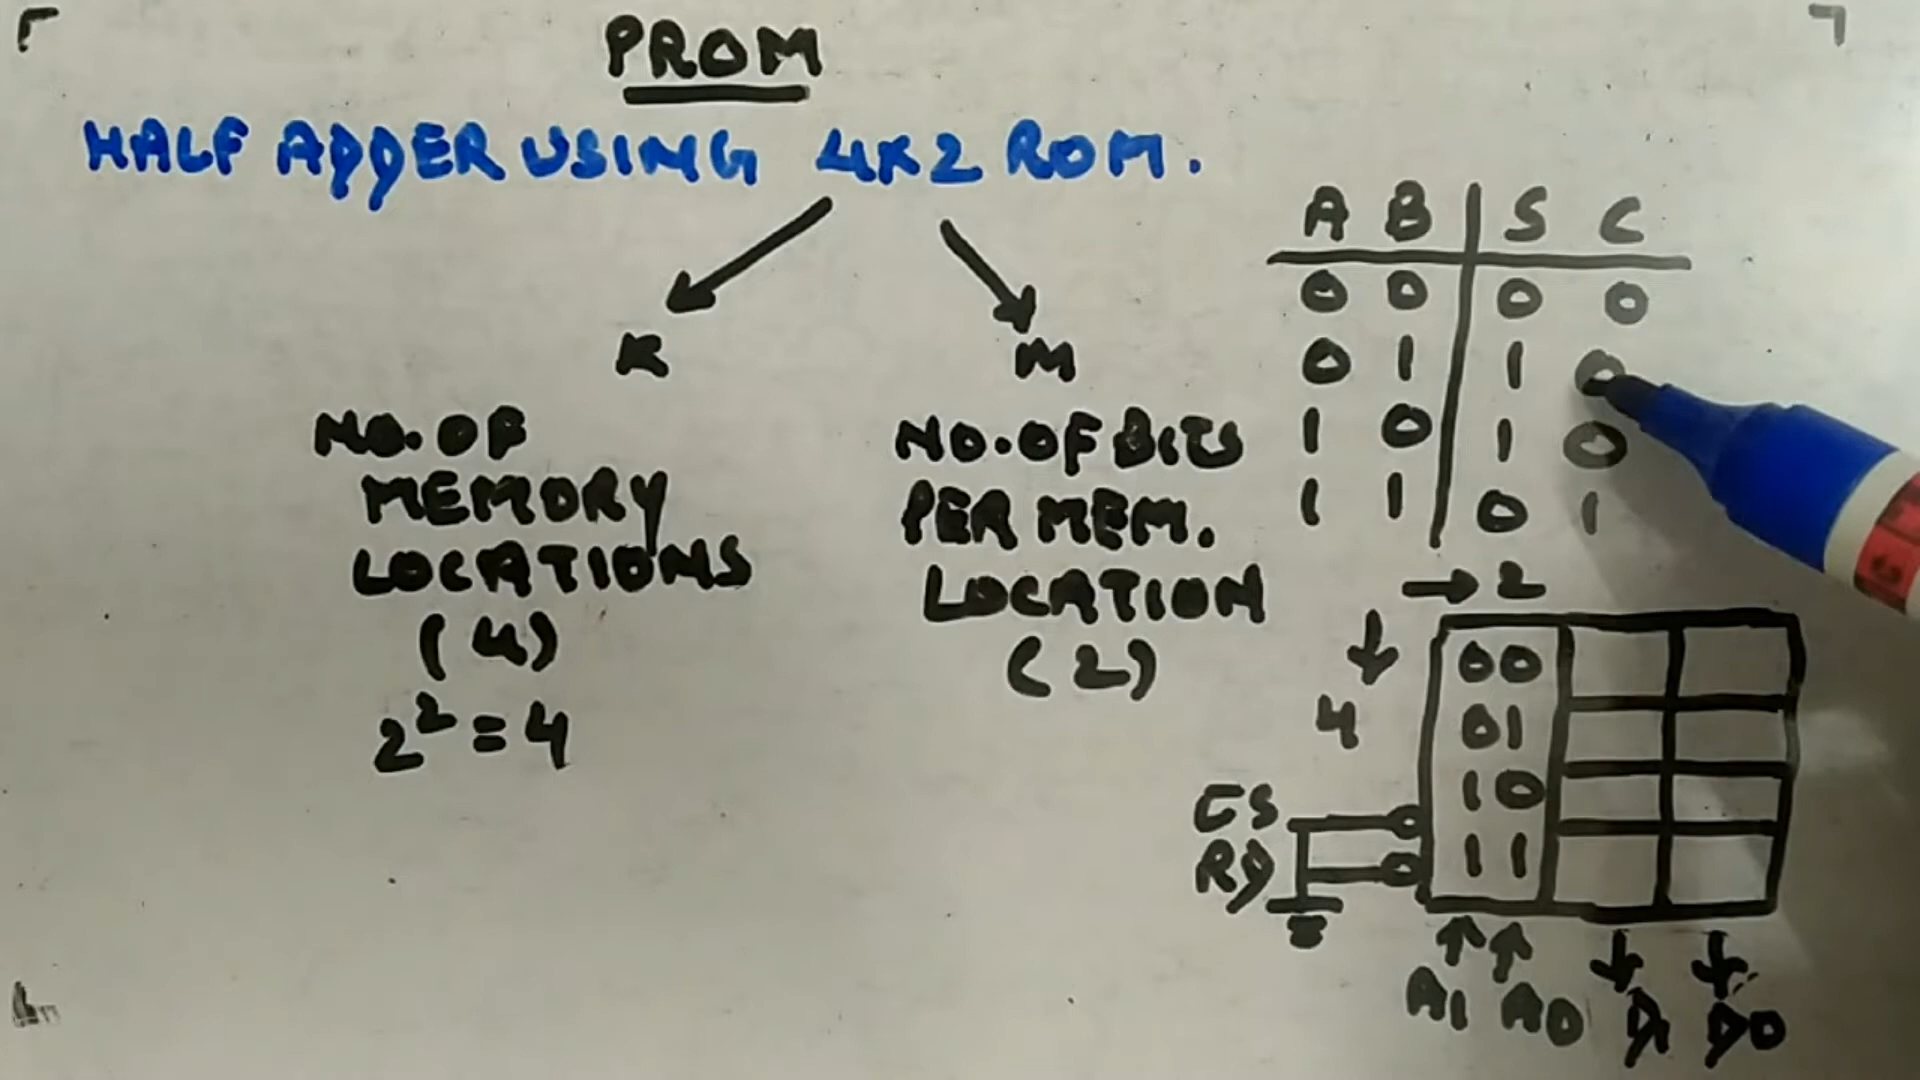 PROM
HALF ADDER USING 4K2 ROM.
K
NO. OF
MEMORY
LOCATIONS
(4)
2² = 4
M
NO. OF BITS
PER MEM.
LOCATION
(2)
A B S C
0 0 0 0
0 1 1 0
1 0 1 0
1 1 0 1
→ 2
↓
4
00
01
10
11
CS
RD
A1 A0 D1 D0